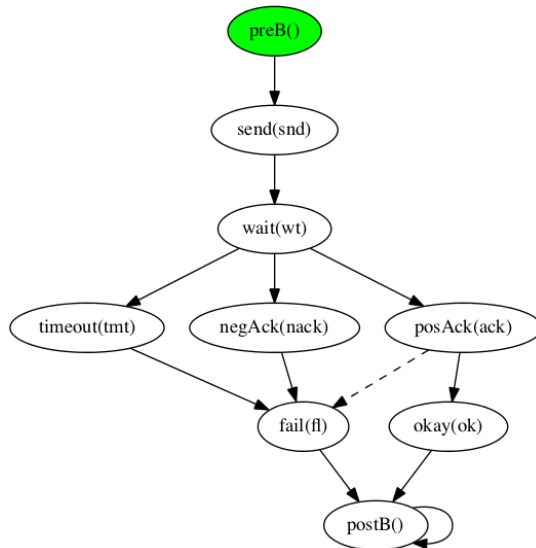 preB()
send(snd)
wait(wt)
timeout(tmt)
negAck(nack)
posAck(ack)
fail(fl)
okay(ok)
postB()